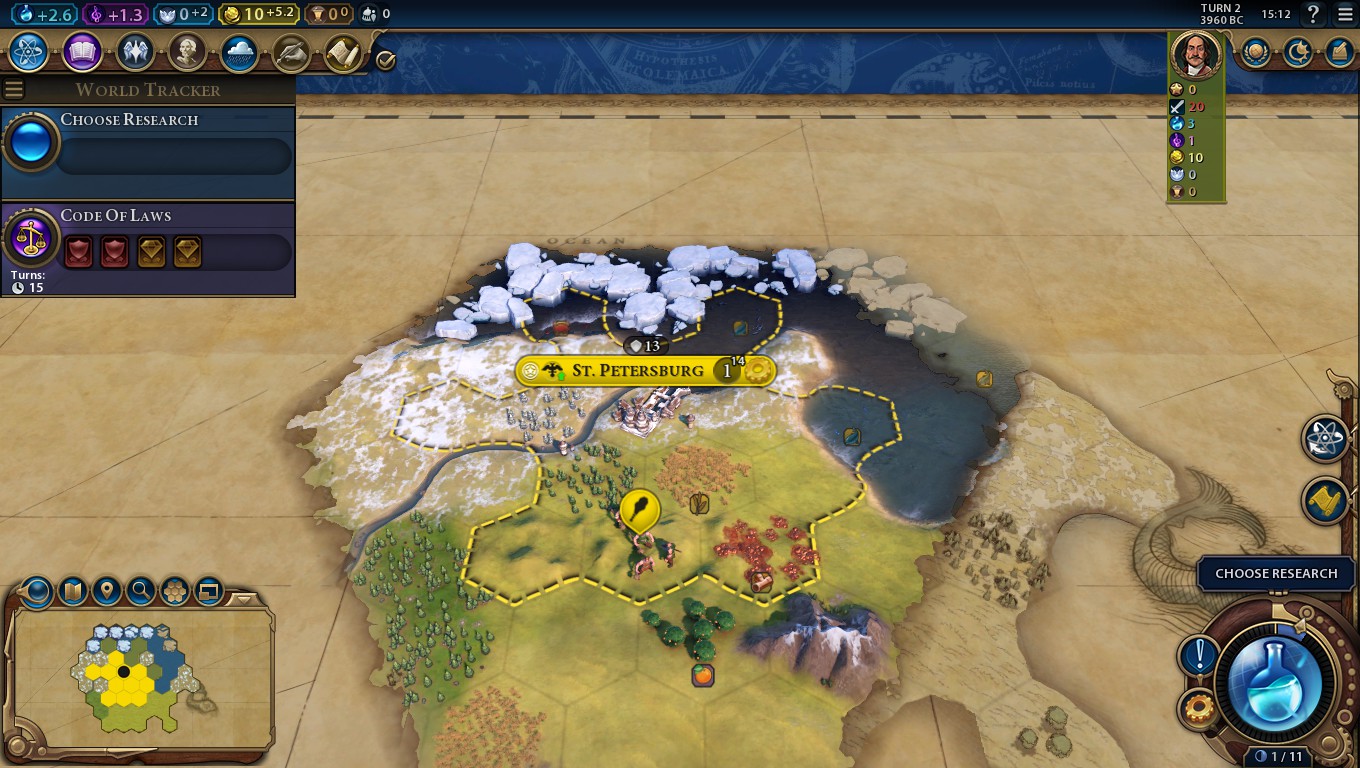 +2.6 +1.3 0 +2 10 +5.2 0 0 0
TURN 2
3960 BC
15:12 ?
HYPOTHESIS
PTOLEMAICA
WORLD TRACKER
CHOOSE RESEARCH
CODE OF LAWS
Turns:
15
0
20
3
1
10
0
0
OCEAN
13
ST. PETERSBURG 1 14
CHOOSE RESEARCH
1 / 11